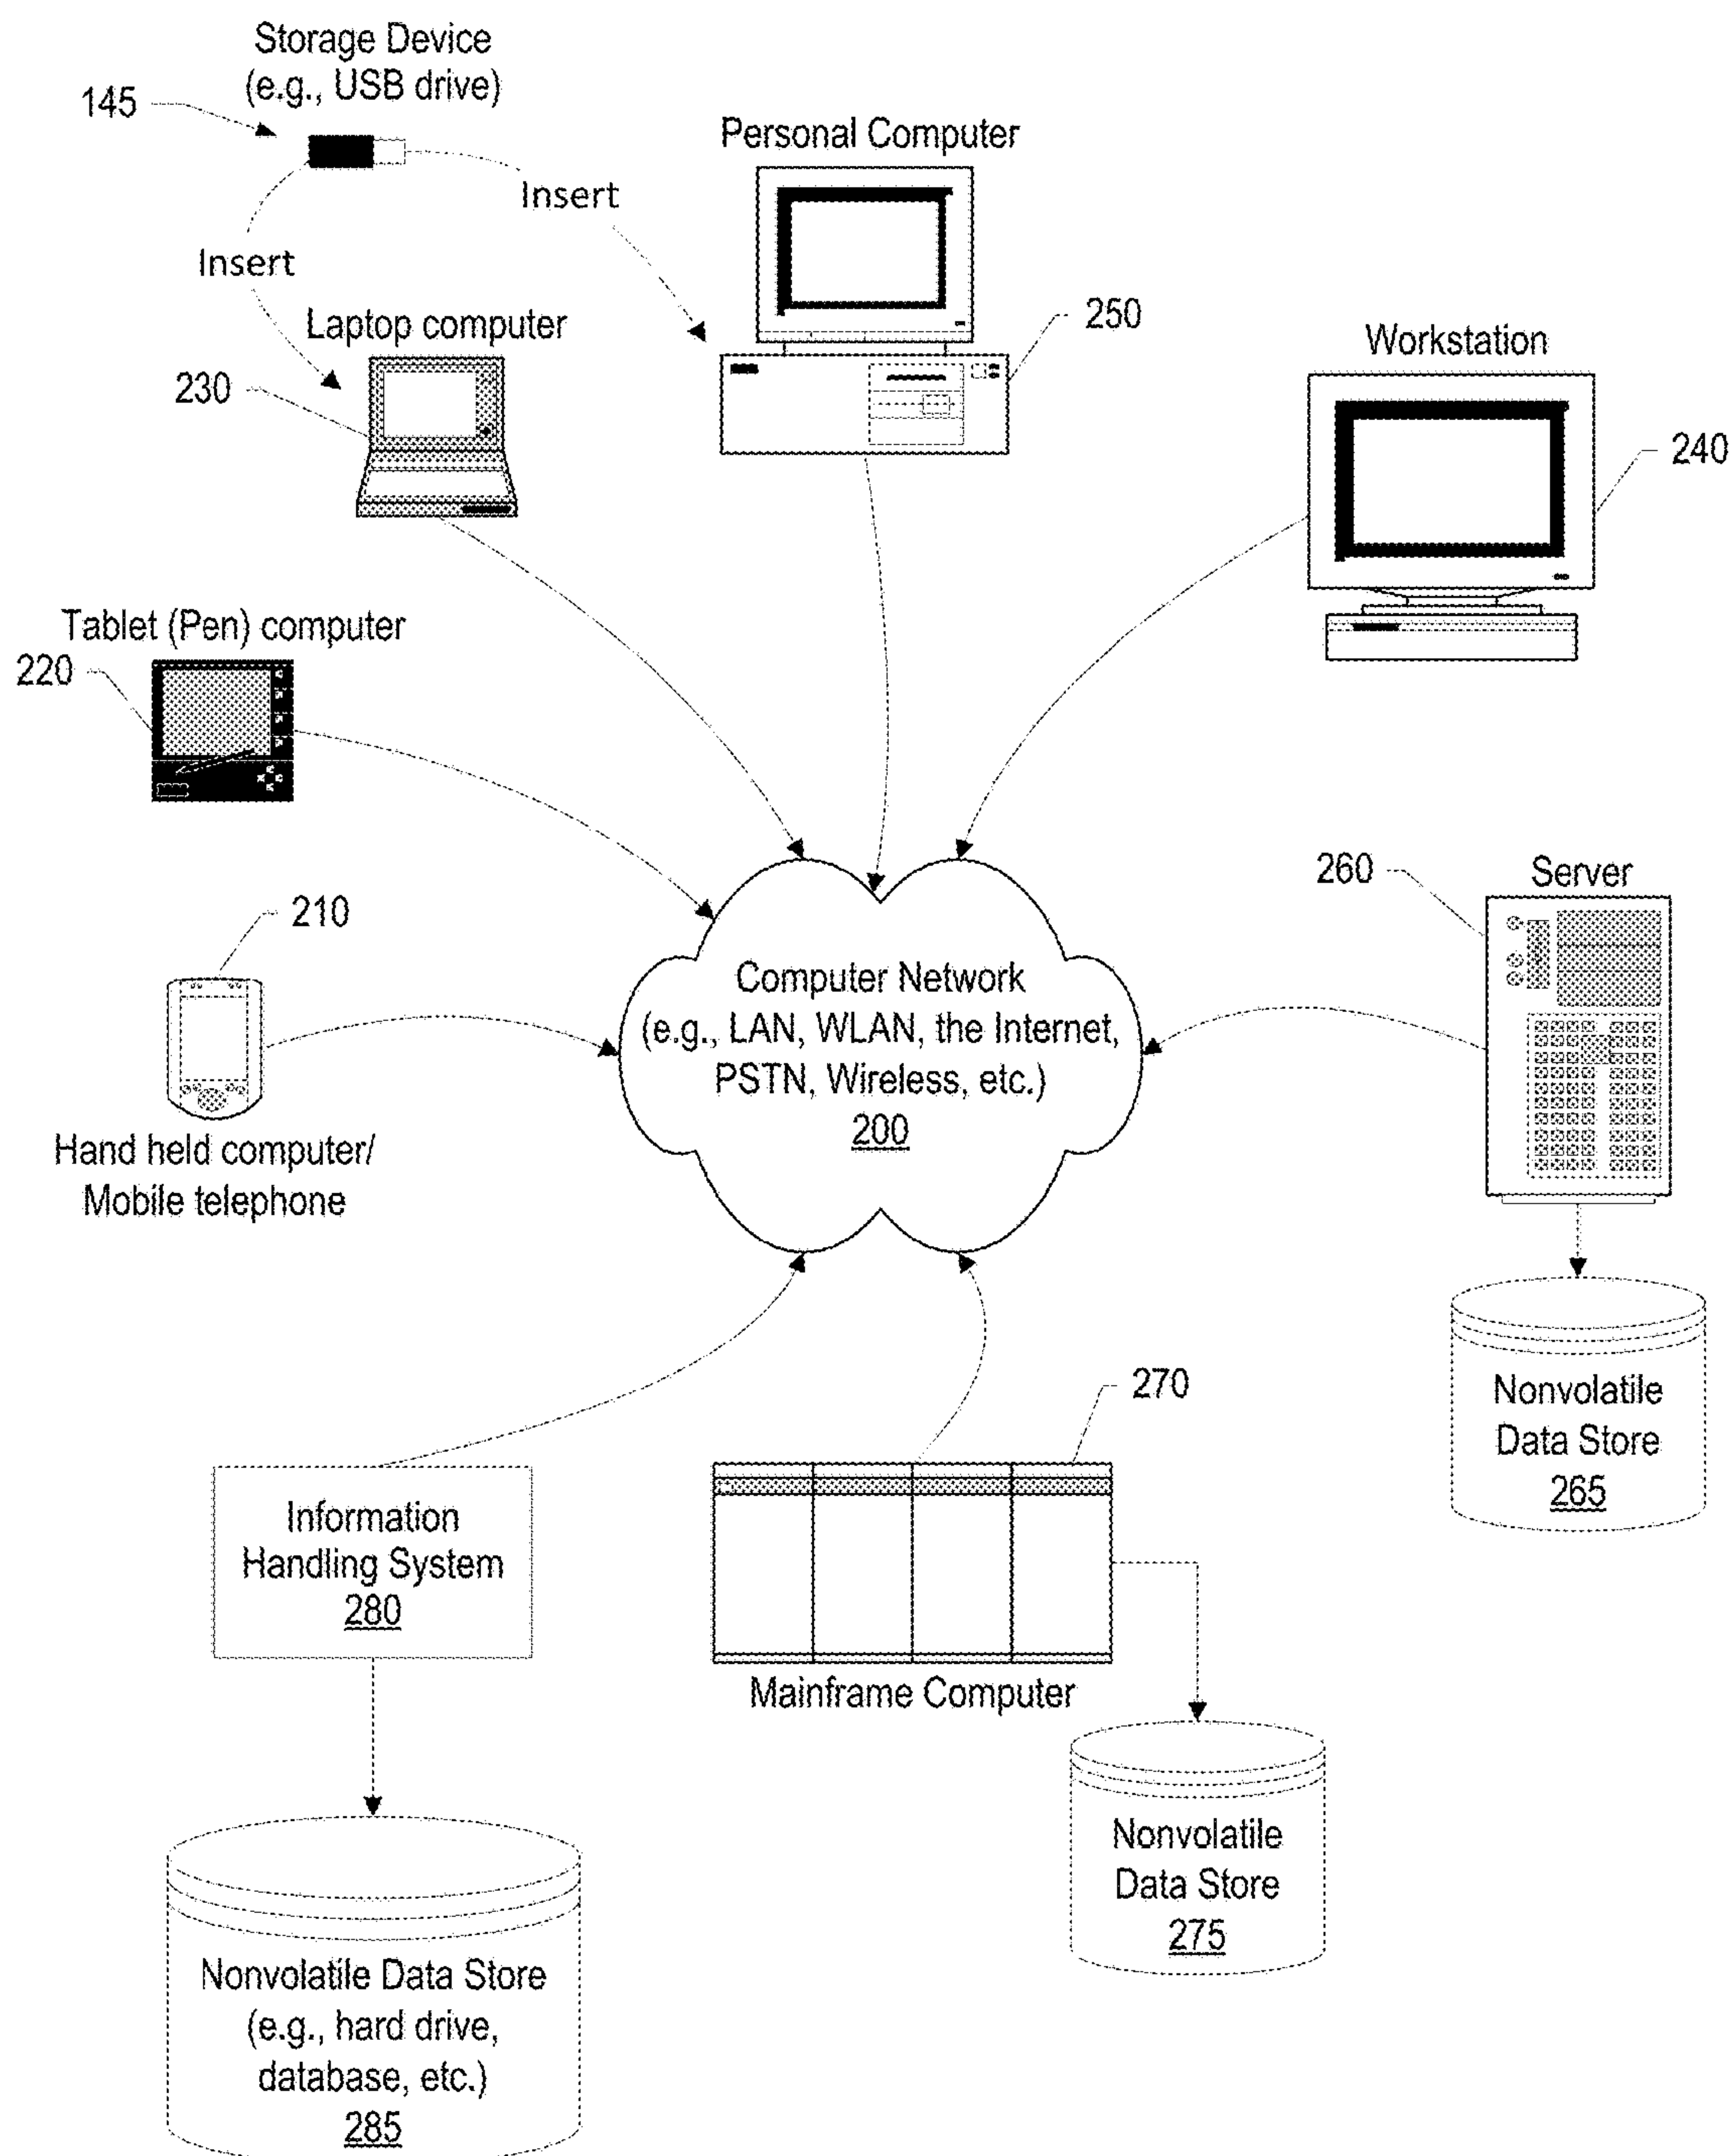 Storage Device
(e.g., USB drive)
145
Insert
Insert
Personal Computer
250
Laptop computer
230
Workstation
240
Tablet (Pen) computer
220
210
Hand held computer/
Mobile telephone
Computer Network
(e.g., LAN, WLAN, the Internet,
PSTN, Wireless, etc.)
200
260
Server
Nonvolatile
Data Store
265
270
Mainframe Computer
Information
Handling System
280
Nonvolatile
Data Store
275
Nonvolatile Data Store
(e.g., hard drive,
database, etc.)
285